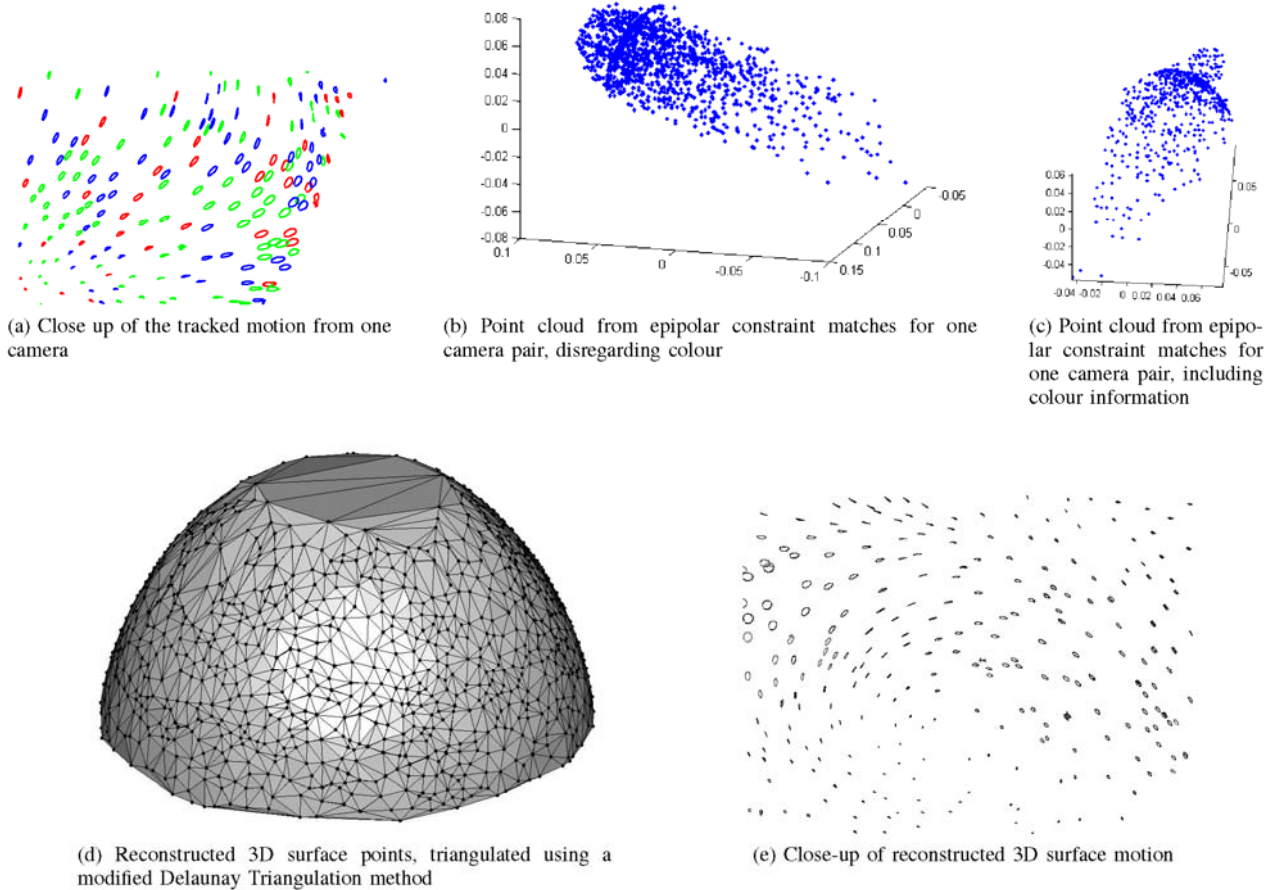 0.08
0.06
0.04
0.02
0
-0.02
-0.04
-0.06
-0.08
0.1
0.05
0
-0.05
-0.1
0.15
0.1
0.05
0
-0.05
0.06
0.04
0.02
0
-0.02
-0.04
-0.04 -0.02 0 0.02 0.04 0.06
0.05
0
-0.05
(a) Close up of the tracked motion from one
camera
(b) Point cloud from epipolar constraint matches for one
camera pair, disregarding colour
(c) Point cloud from epipo-
lar constraint matches for
one camera pair, including
colour information
(d) Reconstructed 3D surface points, triangulated using a
modified Delaunay Triangulation method
(e) Close-up of reconstructed 3D surface motion